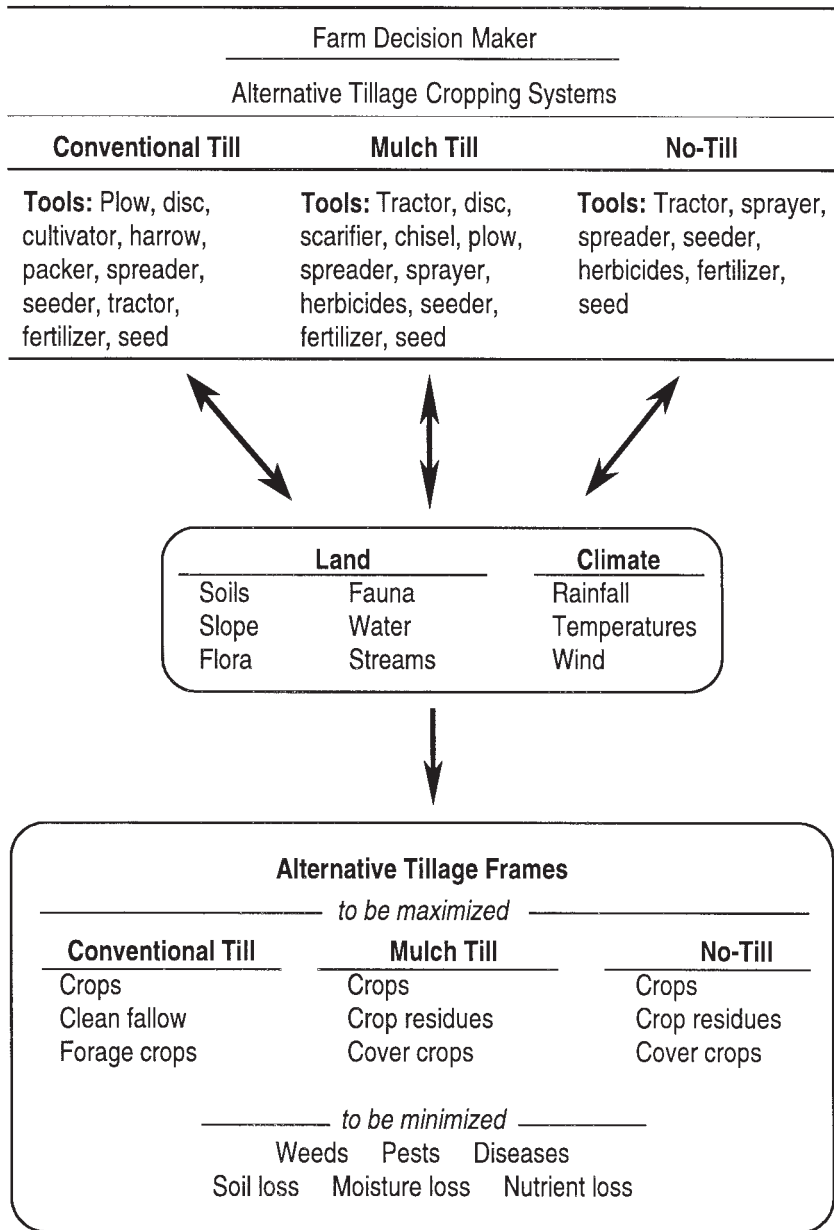 Farm Decision Maker
Alternative Tillage Cropping Systems
Conventional Till
Tools: Plow, disc,
cultivator, harrow,
packer, spreader,
seeder, tractor,
fertilizer, seed
Mulch Till
Tools: Tractor, disc,
scarifier, chisel, plow,
spreader, sprayer,
herbicides, seeder,
fertilizer, seed
No-Till
Tools: Tractor, sprayer,
spreader, seeder,
herbicides, fertilizer,
seed
Land
Soils
Slope
Flora
Fauna
Water
Streams
Climate
Rainfall
Temperatures
Wind
Alternative Tillage Frames
to be maximized
Conventional Till
Crops
Clean fallow
Forage crops
Mulch Till
Crops
Crop residues
Cover crops
No-Till
Crops
Crop residues
Cover crops
to be minimized
Weeds Pests Diseases
Soil loss Moisture loss Nutrient loss